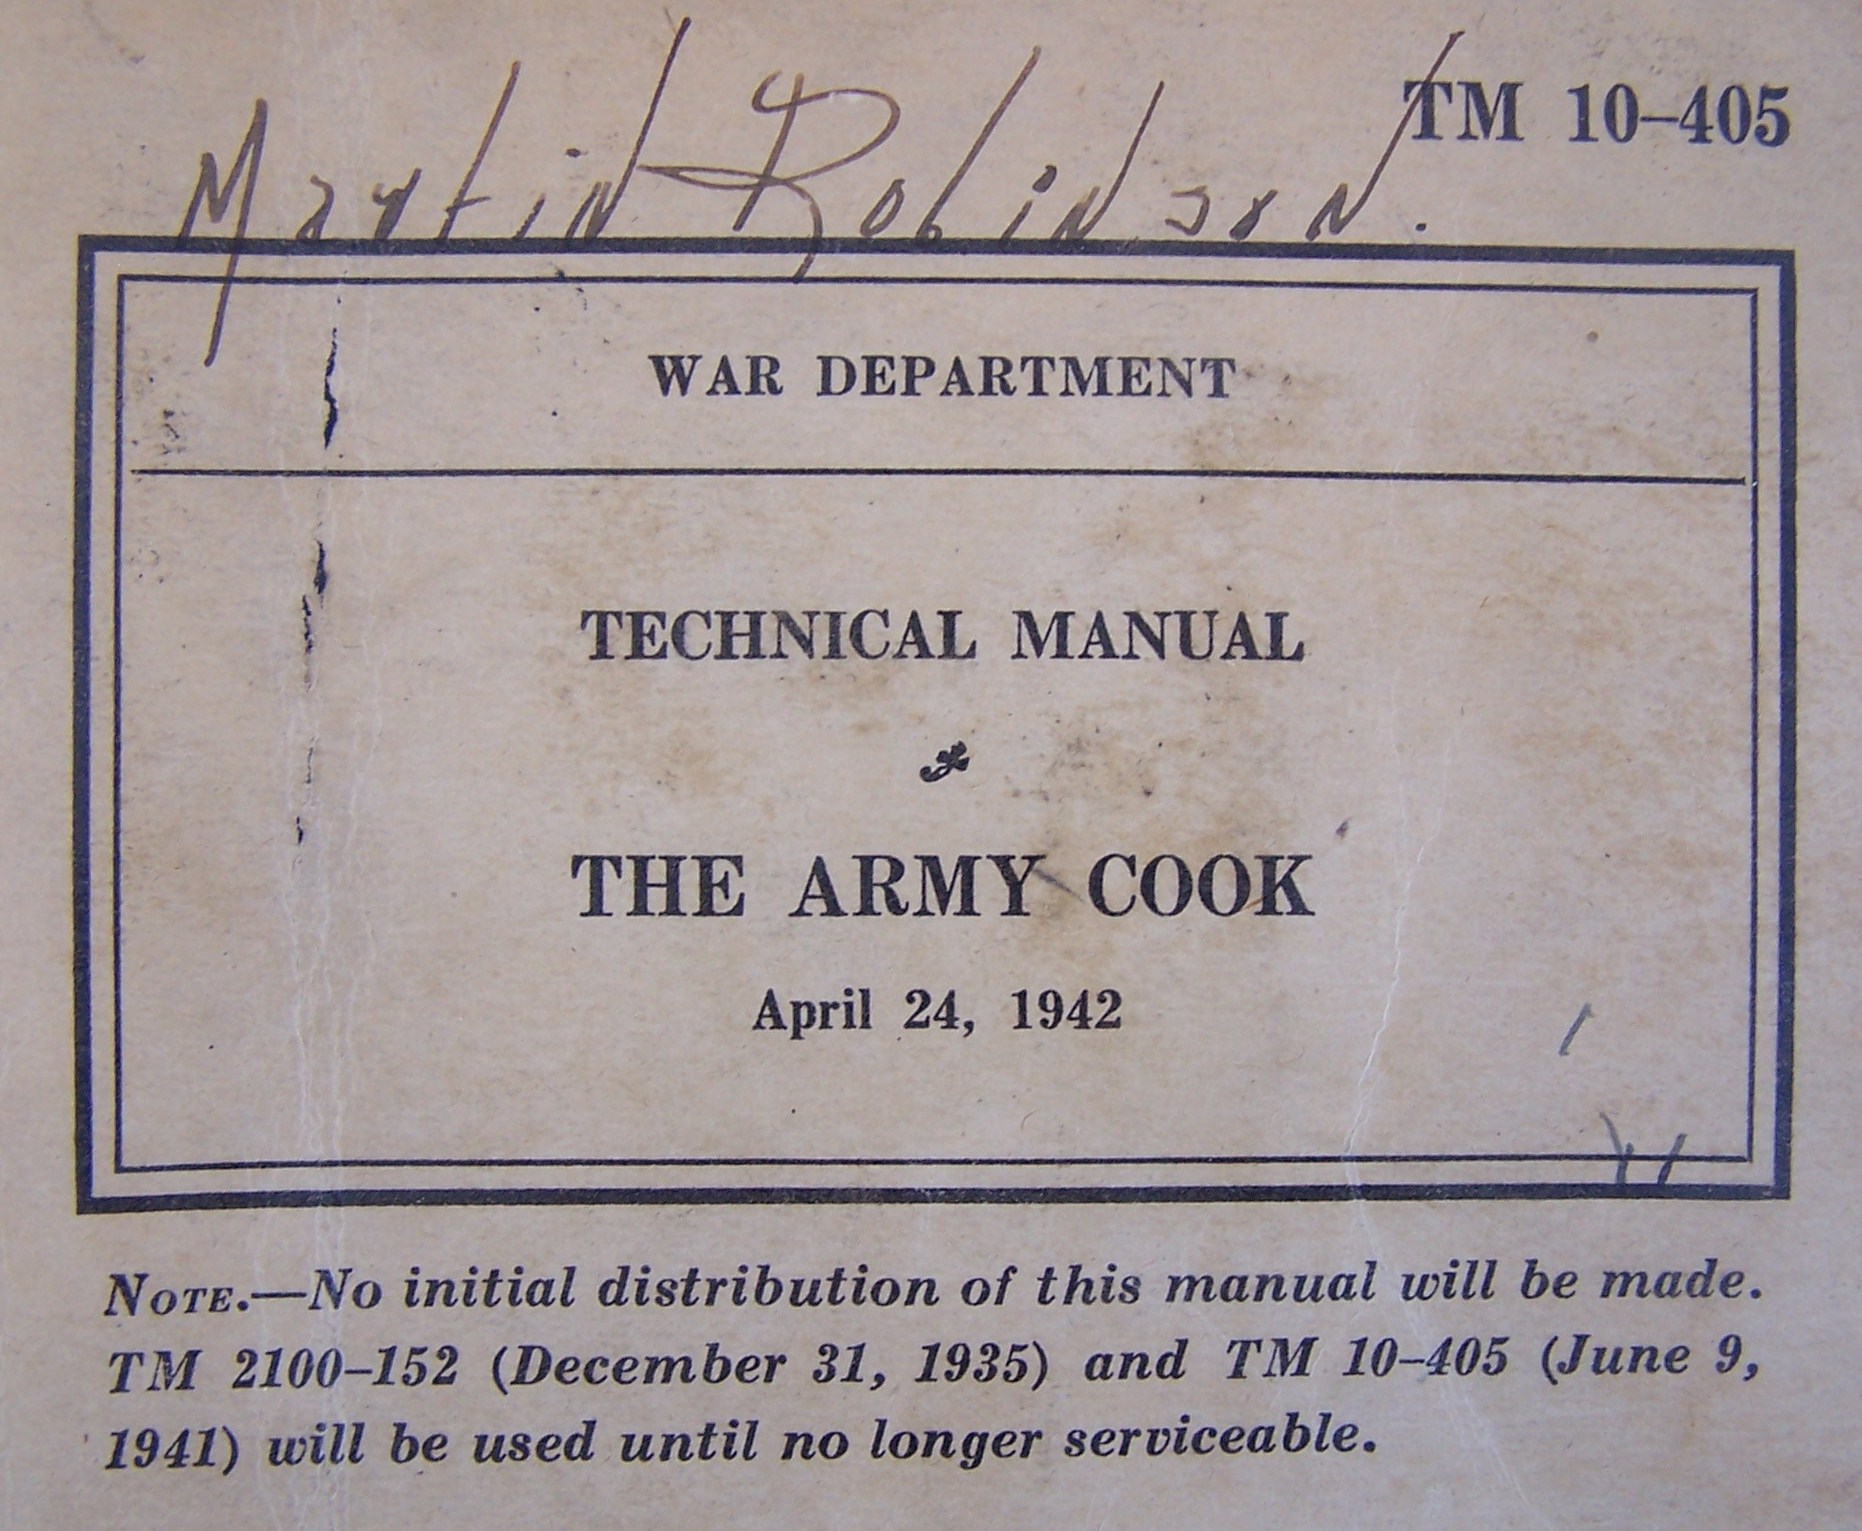 TM 10–405
Martin Robinson.
WAR DEPARTMENT
TECHNICAL MANUAL
THE ARMY COOK
April 24, 1942
NOTE.—No initial distribution of this manual will be made.
TM 2100–152 (December 31, 1935) and TM 10–405 (June 9,
1941) will be used until no longer serviceable.